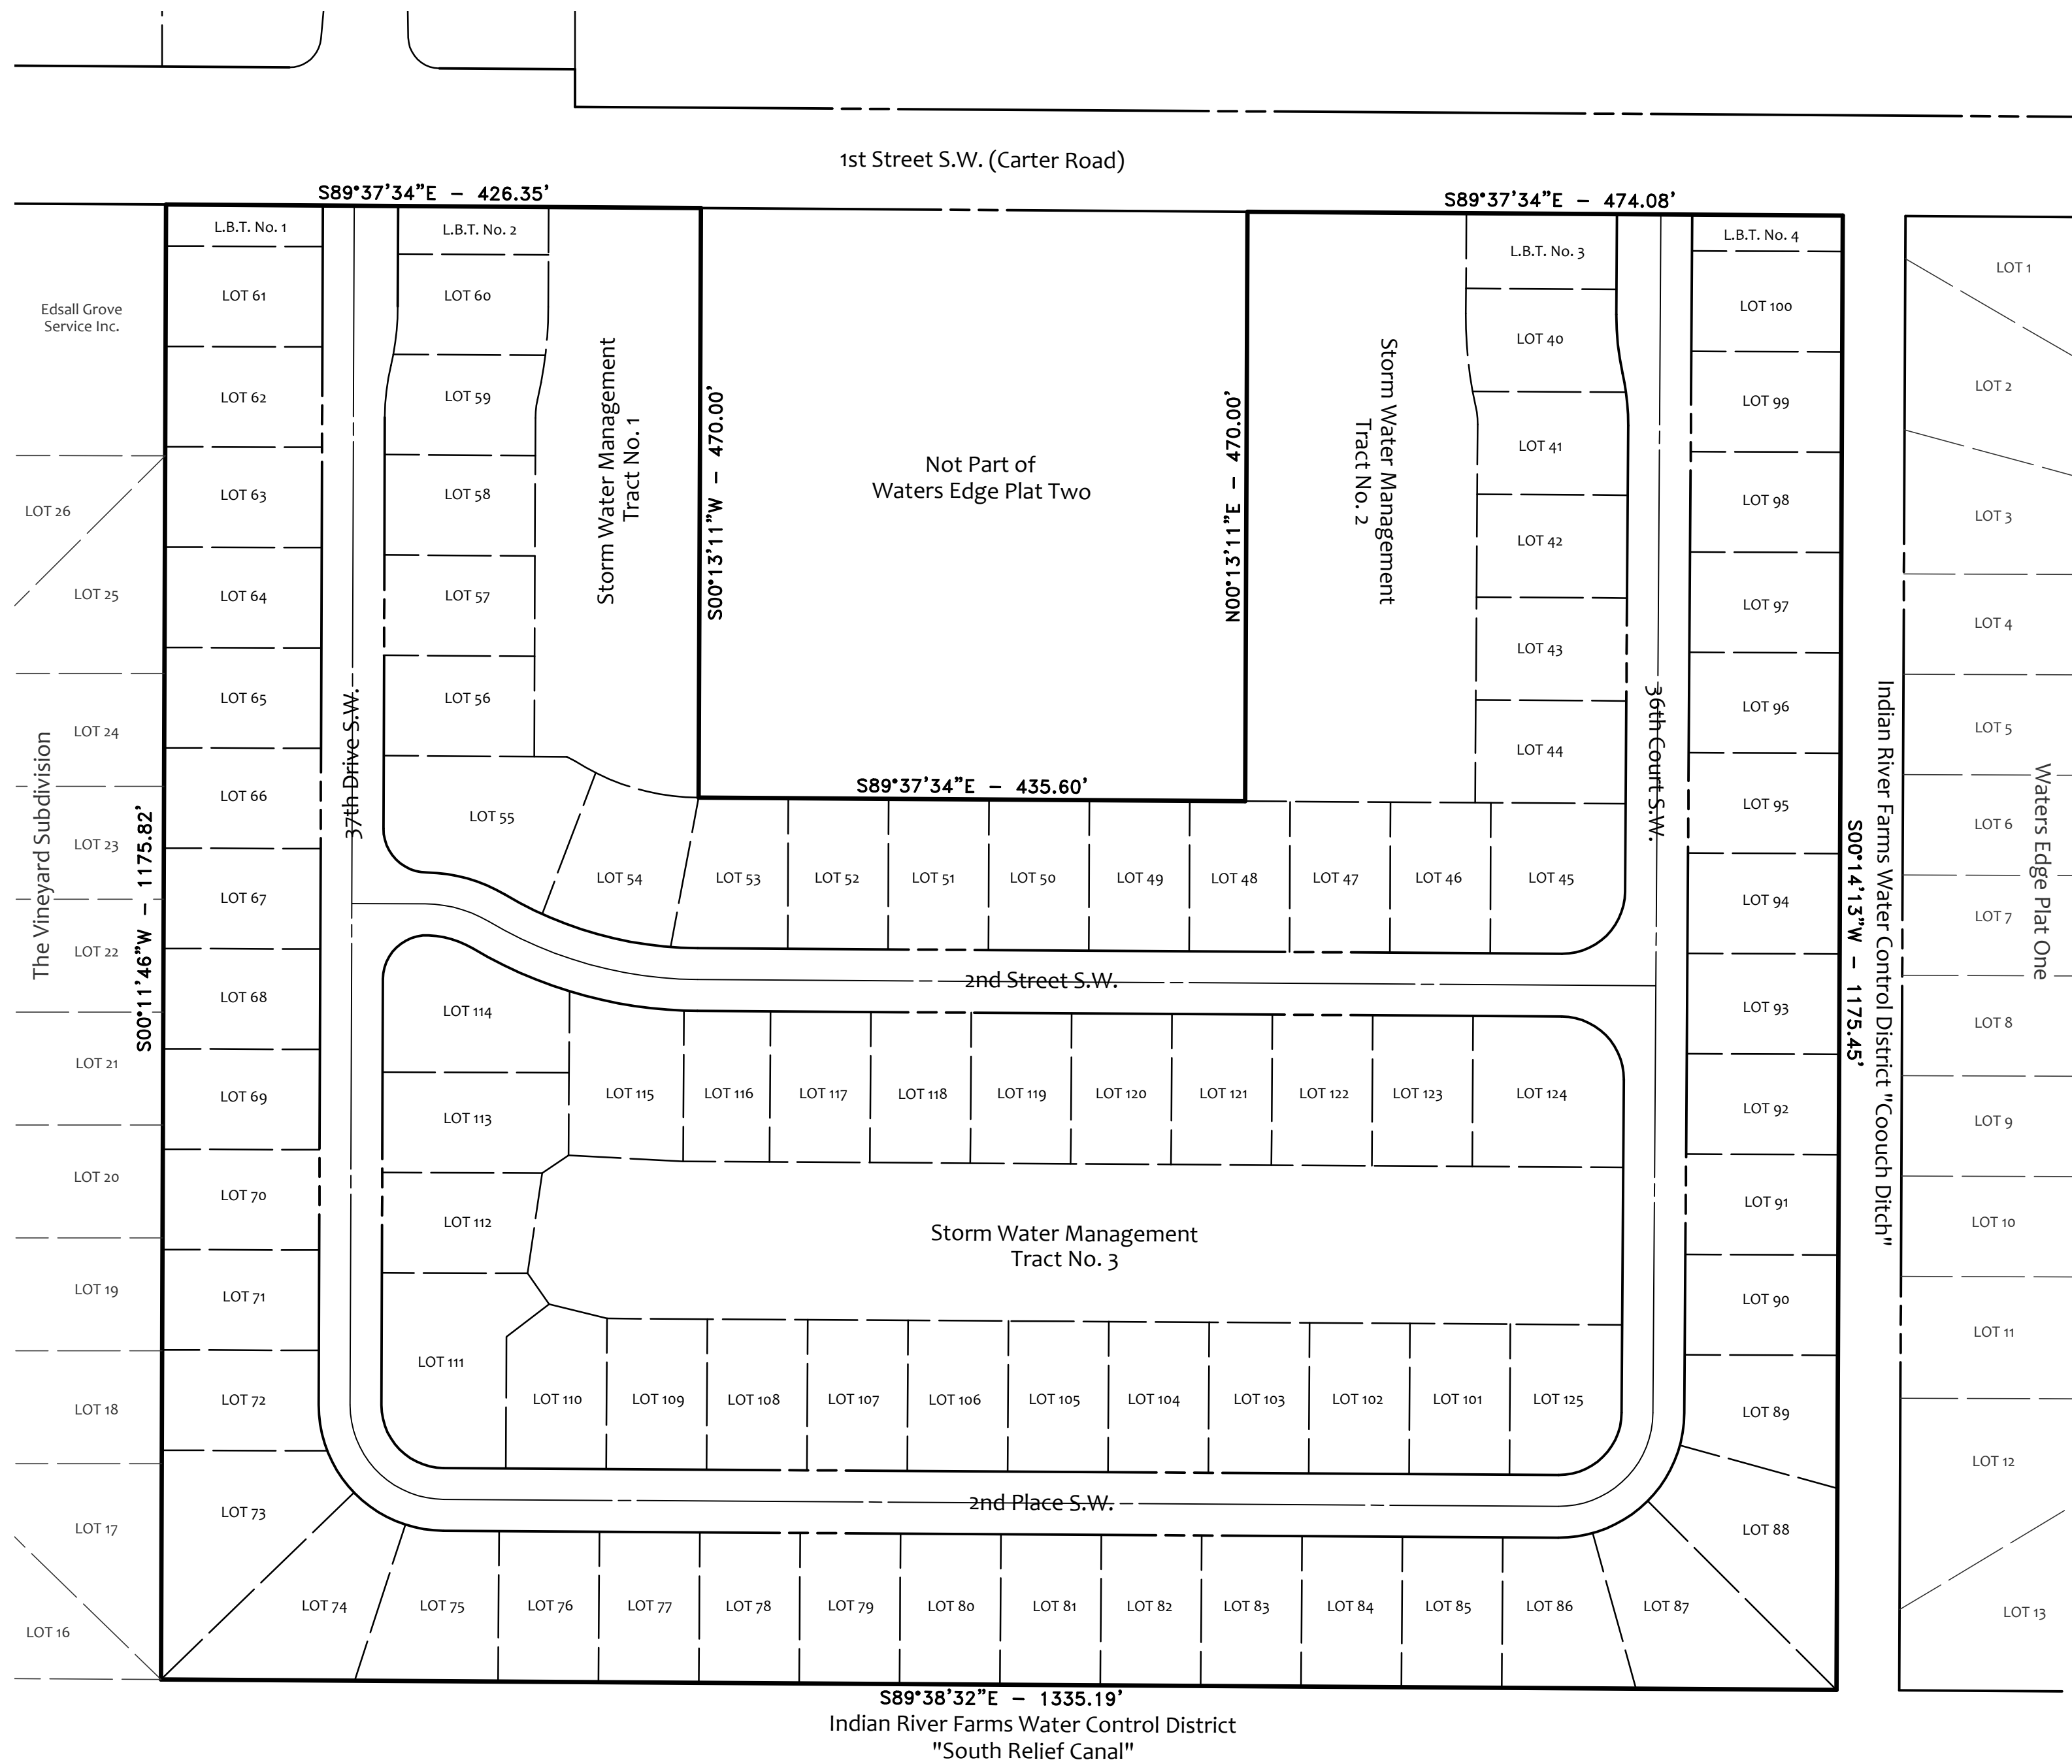 1st Street S.W. (Carter Road)
S89°37'34"E – 426.35'
S89°37'34"E – 474.08'
L.B.T. No. 1
L.B.T. No. 2
L.B.T. No. 3
L.B.T. No. 4
Edsall Grove
Service Inc.
LOT 26
LOT 25
LOT 24
LOT 23
LOT 22
LOT 21
LOT 20
LOT 19
LOT 18
LOT 17
LOT 16
The Vineyard Subdivision
S00°11'46"W – 1175.82'
LOT 61
LOT 62
LOT 63
LOT 64
LOT 65
LOT 66
LOT 67
LOT 68
LOT 69
LOT 70
LOT 71
LOT 72
LOT 73
37th Drive S.W.
LOT 60
LOT 59
LOT 58
LOT 57
LOT 56
LOT 55
LOT 54
Storm Water Management
Tract No. 1
S00°13'11"W – 470.00'
Not Part of
Waters Edge Plat Two
N00°13'11"E – 470.00'
S89°37'34"E – 435.60'
Storm Water Management
Tract No. 2
LOT 40
LOT 41
LOT 42
LOT 43
LOT 44
LOT 53
LOT 52
LOT 51
LOT 50
LOT 49
LOT 48
LOT 47
LOT 46
LOT 45
36th Court S.W.
2nd Street S.W.
LOT 114
LOT 113
LOT 112
LOT 111
LOT 115
LOT 116
LOT 117
LOT 118
LOT 119
LOT 120
LOT 121
LOT 122
LOT 123
LOT 124
Storm Water Management
Tract No. 3
LOT 110
LOT 109
LOT 108
LOT 107
LOT 106
LOT 105
LOT 104
LOT 103
LOT 102
LOT 101
LOT 125
2nd Place S.W.
LOT 74
LOT 75
LOT 76
LOT 77
LOT 78
LOT 79
LOT 80
LOT 81
LOT 82
LOT 83
LOT 84
LOT 85
LOT 86
LOT 87
LOT 100
LOT 99
LOT 98
LOT 97
LOT 96
LOT 95
LOT 94
LOT 93
LOT 92
LOT 91
LOT 90
LOT 89
LOT 88
S00°14'13"W – 1175.45'
Indian River Farms Water Control District "Coouch Ditch"
LOT 1
LOT 2
LOT 3
LOT 4
LOT 5
LOT 6
LOT 7
LOT 8
LOT 9
LOT 10
LOT 11
LOT 12
LOT 13
Waters Edge Plat One
S89°38'32"E – 1335.19'
Indian River Farms Water Control District
"South Relief Canal"